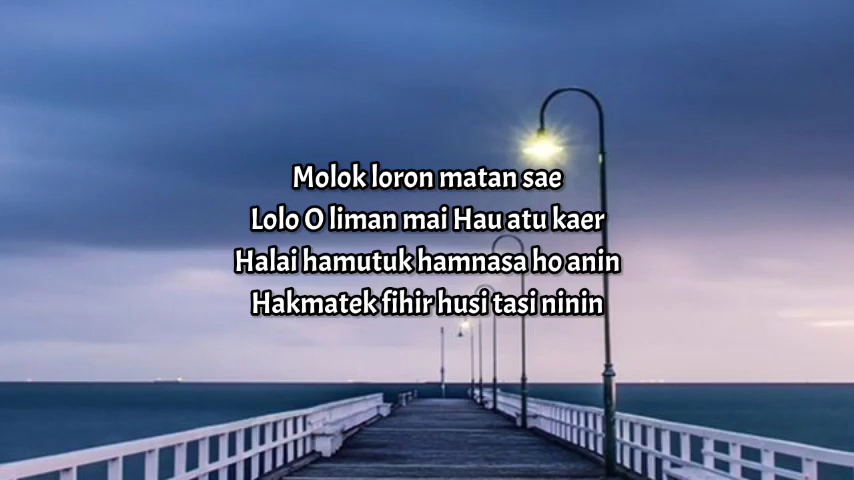 Molok loron matan sae
Lolo O liman mai Hau atu kaer
Halai hamutuk hamnasa ho anin
Hakmatek fihir husi tasi ninin